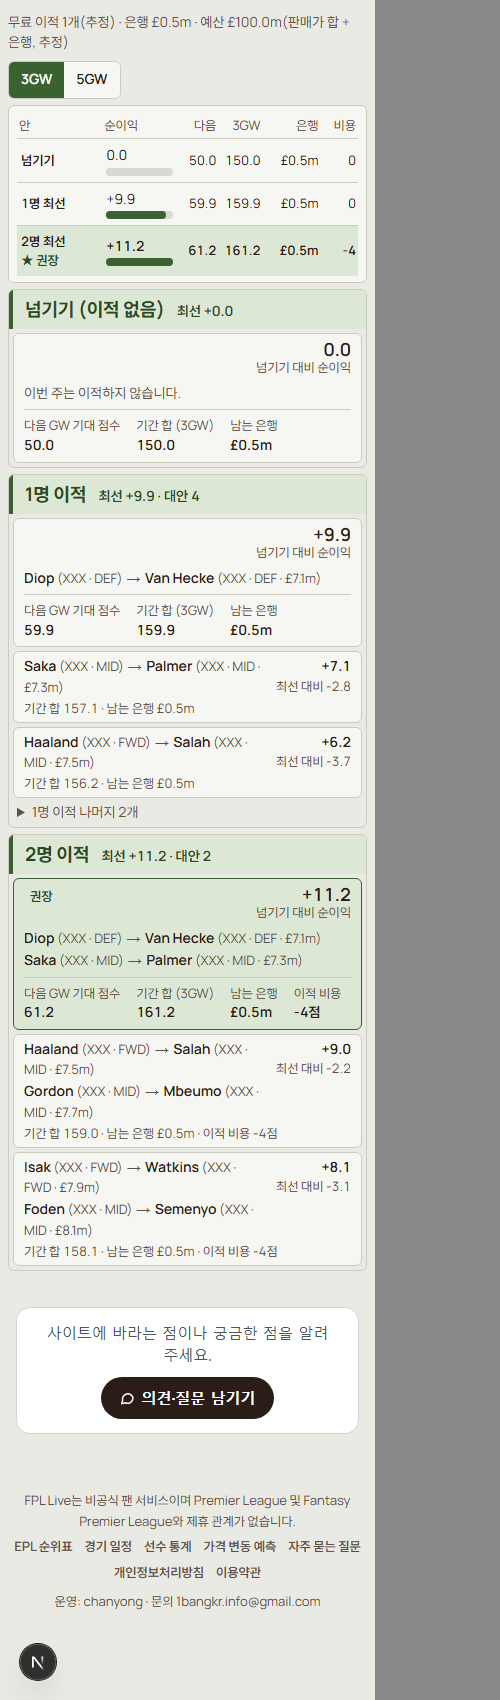 무료 이적 1개(추정) · 은행 £0.5m · 예산 £100.0m(판매가 합 +
은행, 추정)
3GW 5GW
안 순이익 다음 3GW 은행 비용
넘기기 0.0 50.0 150.0 £0.5m 0
1명 최선 +9.9 59.9 159.9 £0.5m 0
2명 최선 +11.2 61.2 161.2 £0.5m -4
★ 권장
넘기기 (이적 없음) 최선 +0.0
0.0
넘기기 대비 순이익
이번 주는 이적하지 않습니다.
다음 GW 기대 점수 기간 합 (3GW) 남는 은행
50.0 150.0 £0.5m
1명 이적 최선 +9.9 · 대안 4
+9.9
넘기기 대비 순이익
Diop (XXX · DEF) → Van Hecke (XXX · DEF · £7.1m)
다음 GW 기대 점수 기간 합 (3GW) 남는 은행
59.9 159.9 £0.5m
Saka (XXX · MID) → Palmer (XXX · MID · +7.1
£7.3m) 최선 대비 -2.8
기간 합 157.1 · 남는 은행 £0.5m
Haaland (XXX · FWD) → Salah (XXX · +6.2
MID · £7.5m) 최선 대비 -3.7
기간 합 156.2 · 남는 은행 £0.5m
▶ 1명 이적 나머지 2개
2명 이적 최선 +11.2 · 대안 2
권장 +11.2
넘기기 대비 순이익
Diop (XXX · DEF) → Van Hecke (XXX · DEF · £7.1m)
Saka (XXX · MID) → Palmer (XXX · MID · £7.3m)
다음 GW 기대 점수 기간 합 (3GW) 남는 은행 이적 비용
61.2 161.2 £0.5m -4점
Haaland (XXX · FWD) → Salah (XXX · +9.0
MID · £7.5m) 최선 대비 -2.2
Gordon (XXX · MID) → Mbeumo (XXX ·
MID · £7.7m)
기간 합 159.0 · 남는 은행 £0.5m · 이적 비용 -4점
Isak (XXX · FWD) → Watkins (XXX · +8.1
FWD · £7.9m) 최선 대비 -3.1
Foden (XXX · MID) → Semenyo (XXX ·
MID · £8.1m)
기간 합 158.1 · 남는 은행 £0.5m · 이적 비용 -4점
사이트에 바라는 점이나 궁금한 점을 알려
주세요.
의견·질문 남기기
FPL Live는 비공식 팬 서비스이며 Premier League 및 Fantasy
Premier League와 제휴 관계가 없습니다.
EPL 순위표 경기 일정 선수 통계 가격 변동 예측 자주 묻는 질문
개인정보처리방침 이용약관
운영: chanyong · 문의 1bangkr.info@gmail.com
N